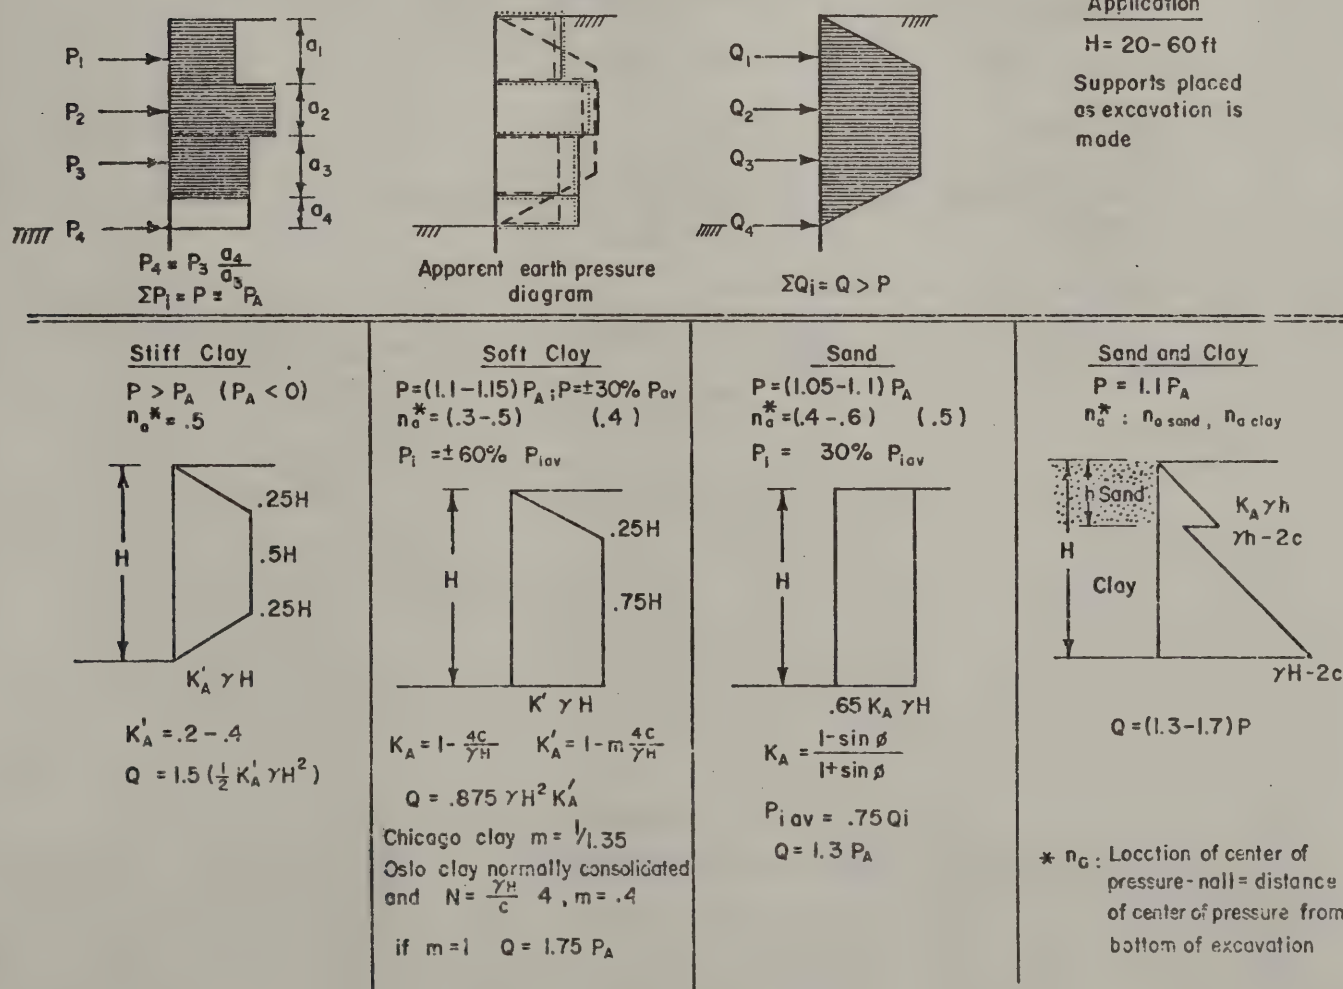 Application
H= 20-60 ft
Supports placed
as excavation is
made
P1
P2
P3
P4
a1
a2
a3
a4
P4 = P3 a4/a3
ΣPi = P = PA
Apparent earth pressure
diagram
Q1
Q2
Q3
Q4
ΣQi = Q > P
Stiff Clay
P > PA (PA < 0)
na* = .5
H
.25H
.5H
.25H
K'A γH
K'A = .2 - .4
Q = 1.5 (1/2 K'A γH²)
Soft Clay
P=(1.1-1.15) PA; P=±30% Pav
na* = (.3-.5) (.4)
Pi = ±60% Piav
H
.25H
.75H
K' γH
KA = 1- 4c/γH K'A = 1-m 4c/γH
Q = .875 γH² K'A
Chicago clay m= 1/1.35
Oslo clay normally consolidated
and N= γH/c 4, m= .4
if m=1 Q= 1.75 PA
Sand
P=(1.05-1.1) PA
na* = (.4-.6) (.5)
Pi = 30% Piav
H
.65 KA γH
KA = 1-sin ø/1+sin ø
Pi av = .75 Qi
Q= 1.3 PA
Sand and Clay
P = 1.1 PA
na* : na sand, na clay
h Sand
H
Clay
KA γh
γh-2c
γH-2c
Q =(1.3-1.7) P
* nG: Locction of center of
pressure-nall = distance
of center of pressure from
bottom of excavation